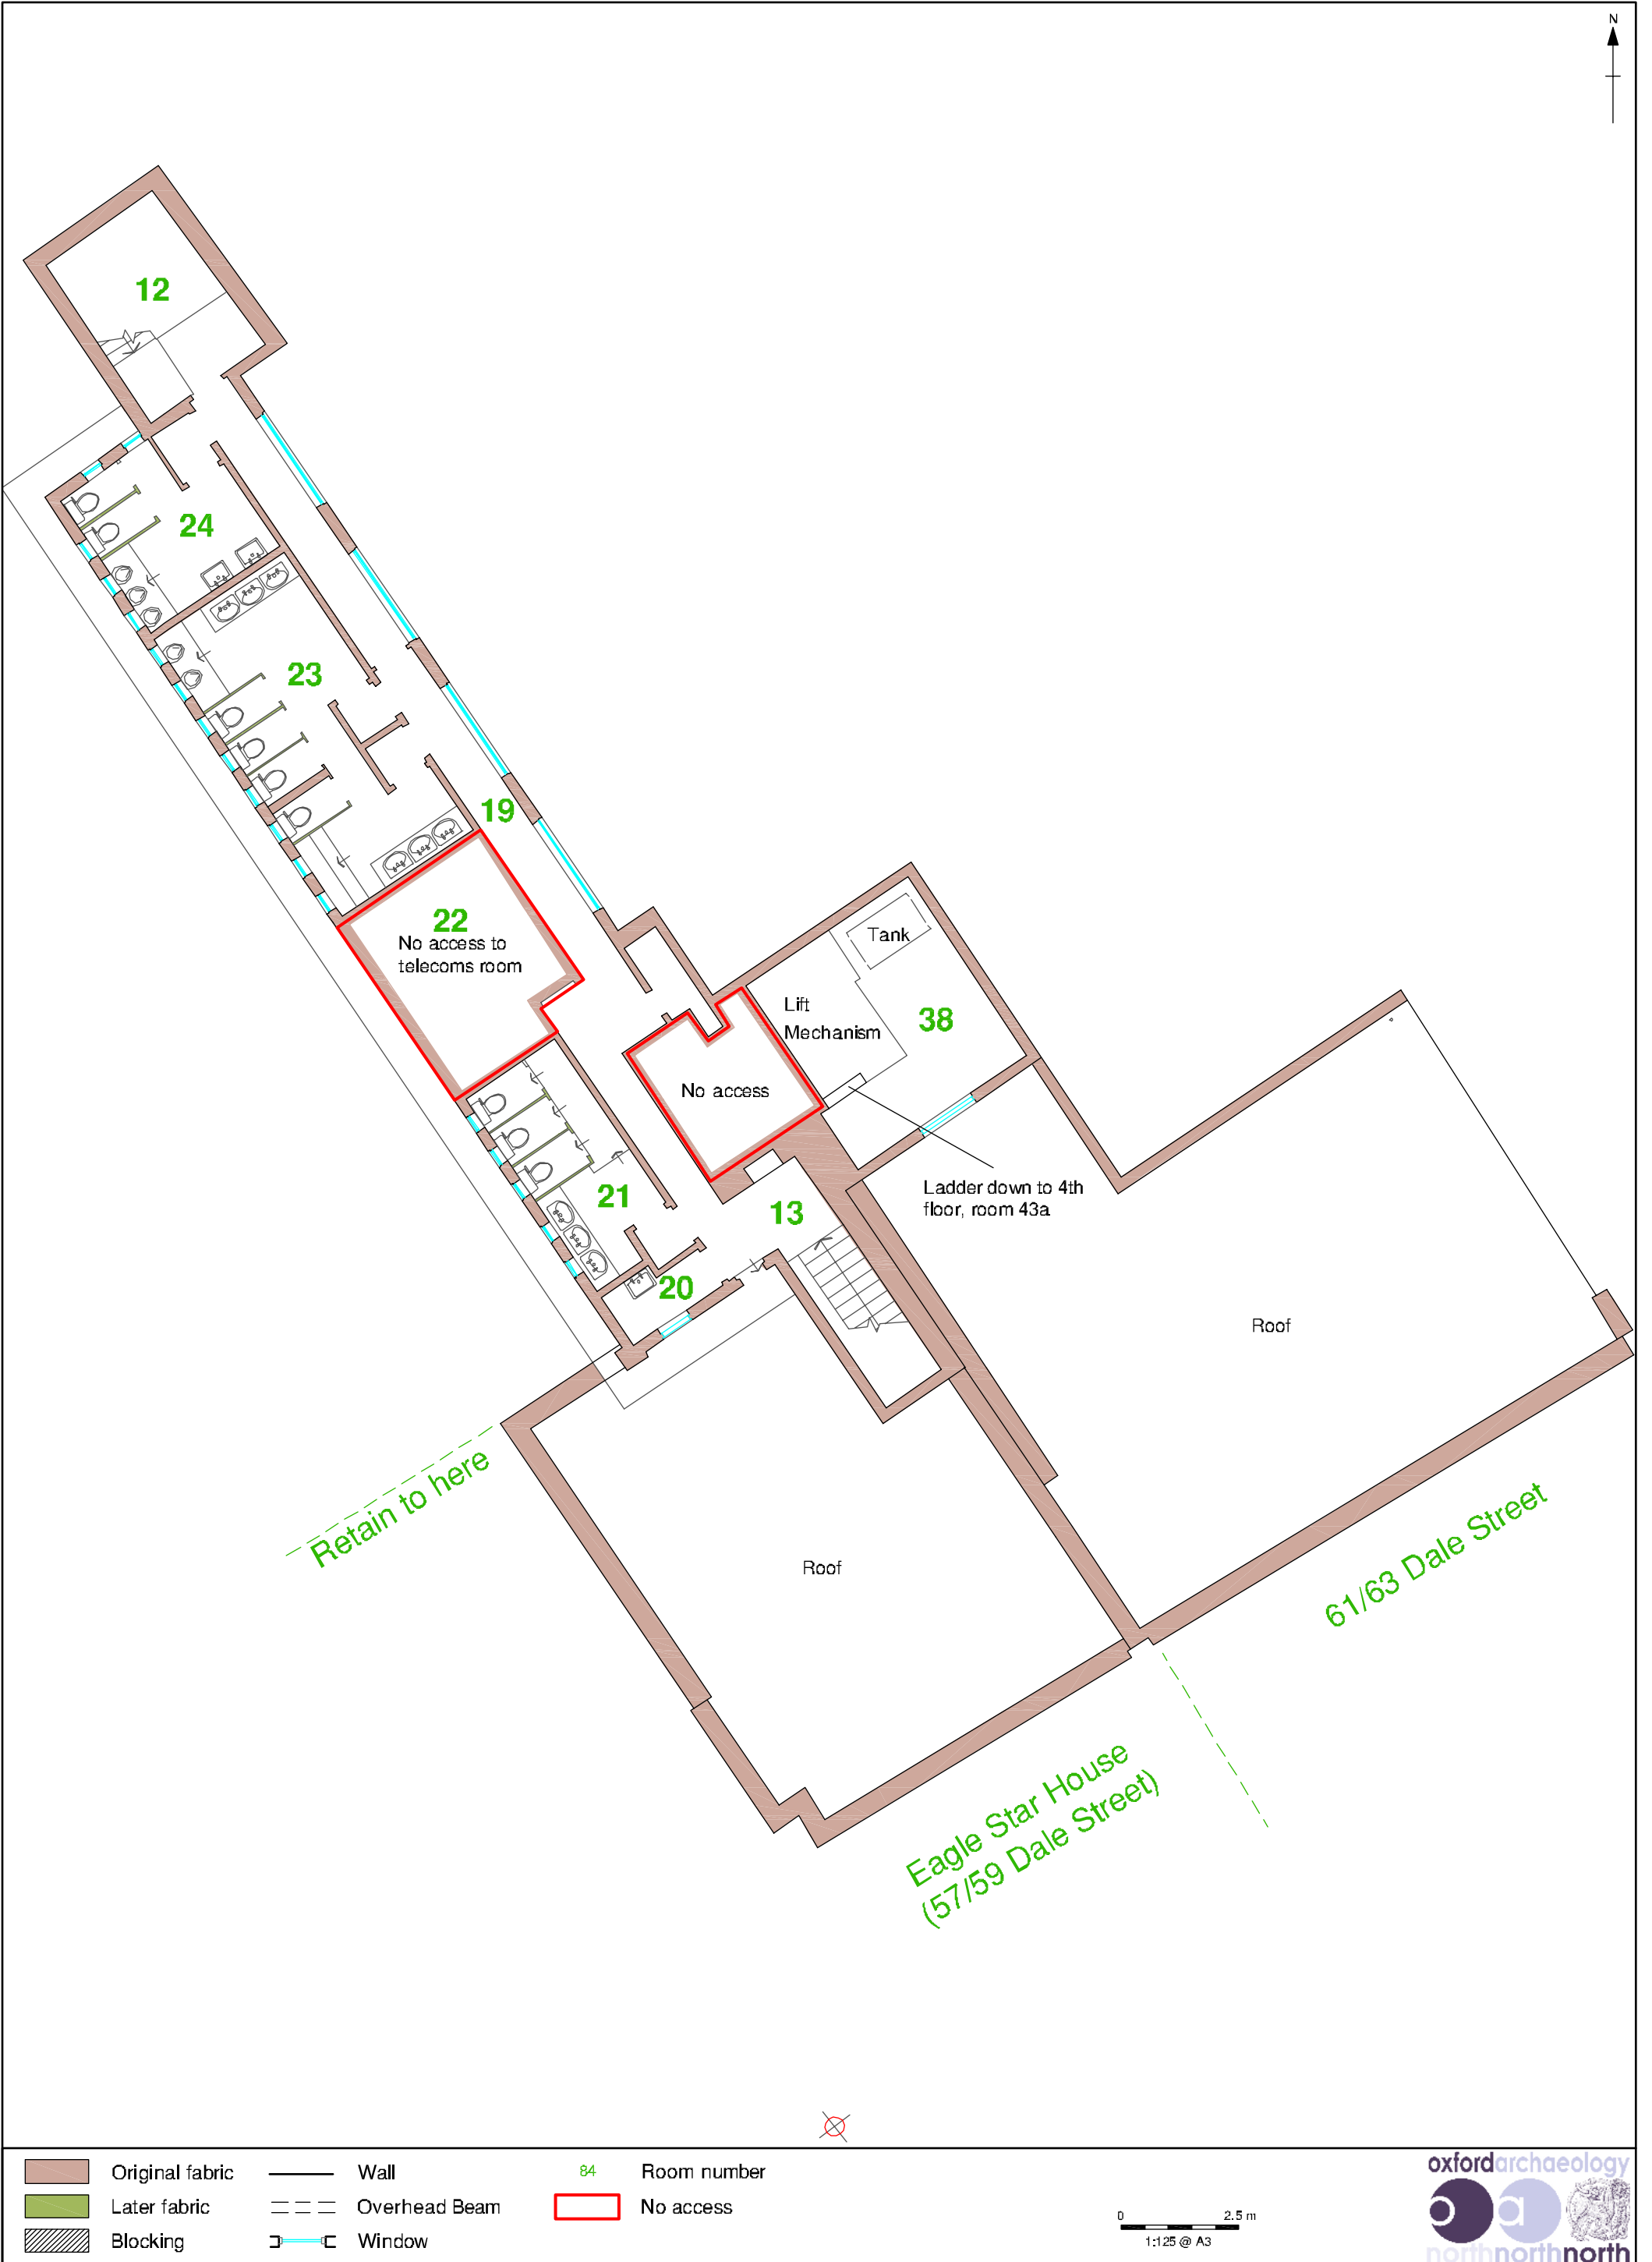 N
12
24
23
19
22
No access to
telecoms room
Tank
Lift
Mechanism
38
No access
Ladder down to 4th
floor, room 43a
21
13
20
Roof
Retain to here
Roof
61/63 Dale Street
Eagle Star House
(57/59 Dale Street)
Original fabric
Wall
84
Room number
Later fabric
Overhead Beam
No access
Blocking
Window
0 2.5 m
1:125 @ A3
oxfordarchaeology
northnorthnorth